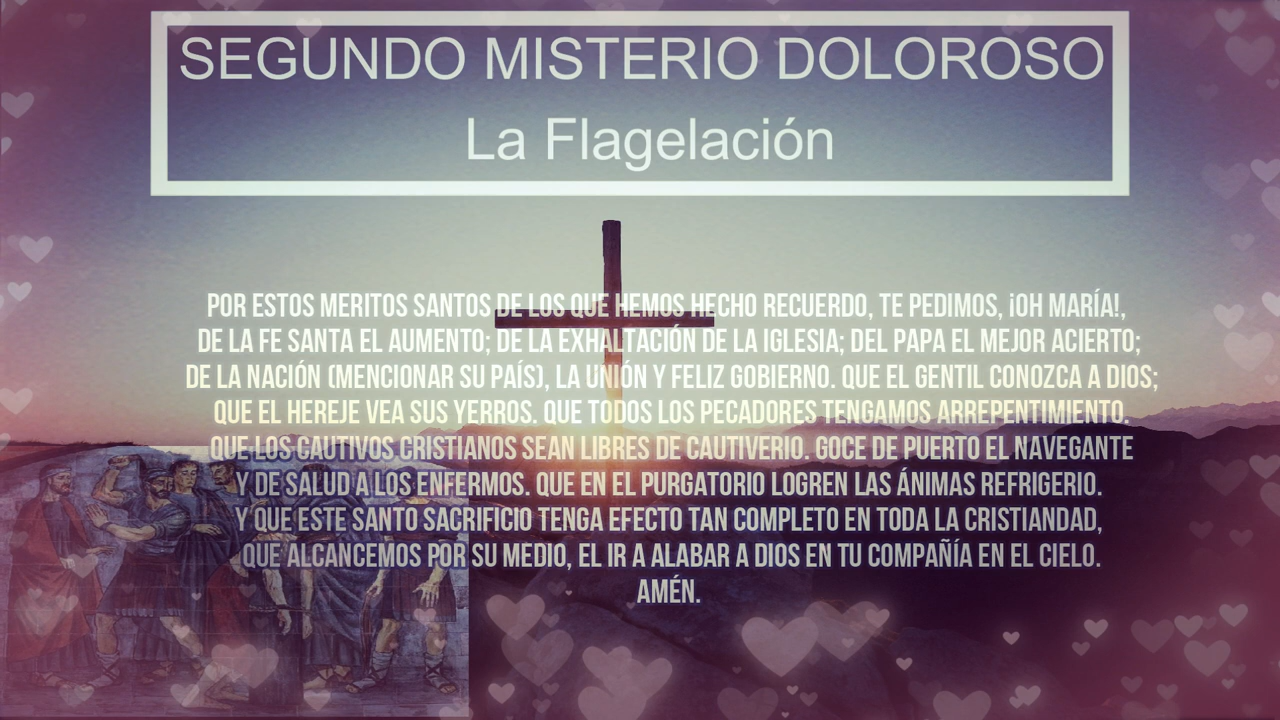 SEGUNDO MISTERIO DOLOROSO
La Flagelación
POR ESTOS MERITOS SANTOS DE LOS QUE HEMOS HECHO RECUERDO, TE PEDIMOS, ¡OH MARÍA!,
DE LA FE SANTA EL AUMENTO; DE LA EXHALTACIÓN DE LA IGLESIA; DEL PAPA EL MEJOR ACIERTO;
DE LA NACIÓN (MENCIONAR SU PAÍS), LA UNIÓN Y FELIZ GOBIERNO. QUE EL GENTIL CONOZCA A DIOS;
QUE EL HEREJE VEA SUS YERROS. QUE TODOS LOS PECADORES TENGAMOS ARREPENTIMIENTO.
QUE LOS CAUTIVOS CRISTIANOS SEAN LIBRES DE CAUTIVERIO. GOCE DE PUERTO EL NAVEGANTE
Y DE SALUD A LOS ENFERMOS. QUE EN EL PURGATORIO LOGREN LAS ÁNIMAS REFRIGERIO.
Y QUE ESTE SANTO SACRIFICIO TENGA EFECTO TAN COMPLETO EN TODA LA CRISTIANDAD,
QUE ALCANCEMOS POR SU MEDIO, EL IR A ALABAR A DIOS EN TU COMPAÑÍA EN EL CIELO.
AMÉN.